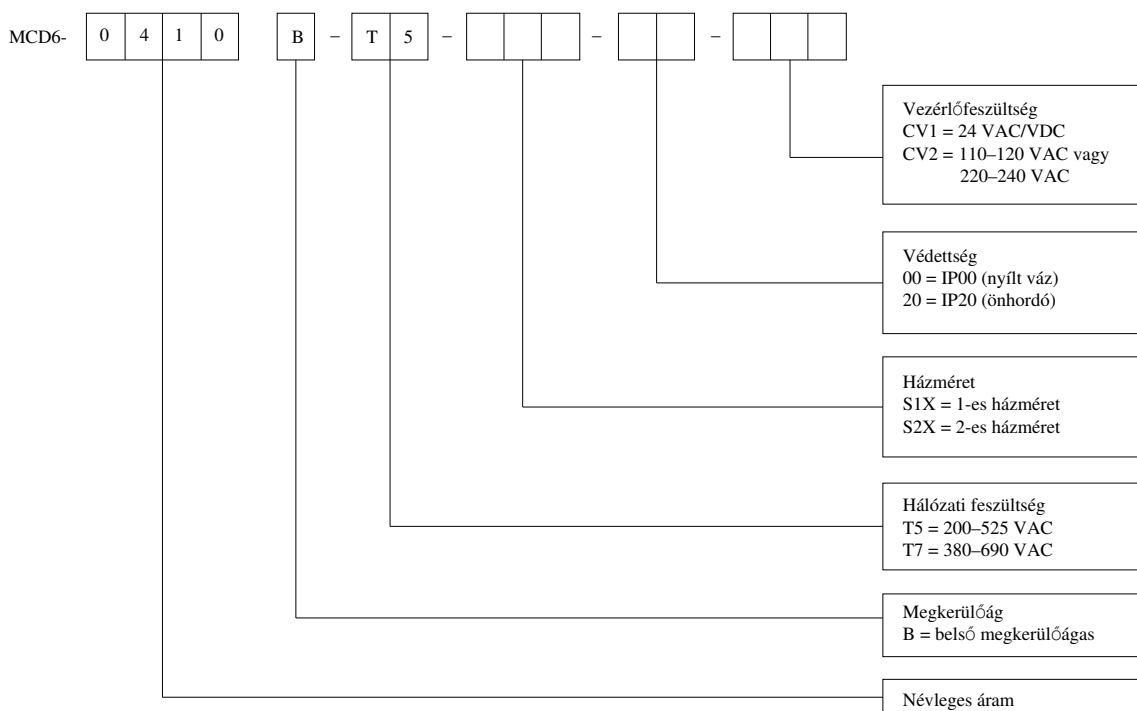 MCD6- 0 4 1 0 B – T 5 – – –
Vezérlőfeszültség
CV1 = 24 VAC/VDC
CV2 = 110–120 VAC vagy
220–240 VAC
Védettség
00 = IP00 (nyílt váz)
20 = IP20 (önhordó)
Házméret
S1X = 1-es házméret
S2X = 2-es házméret
Hálózati feszültség
T5 = 200–525 VAC
T7 = 380–690 VAC
Megkerülőág
B = belső megkerülőágas
Névleges áram